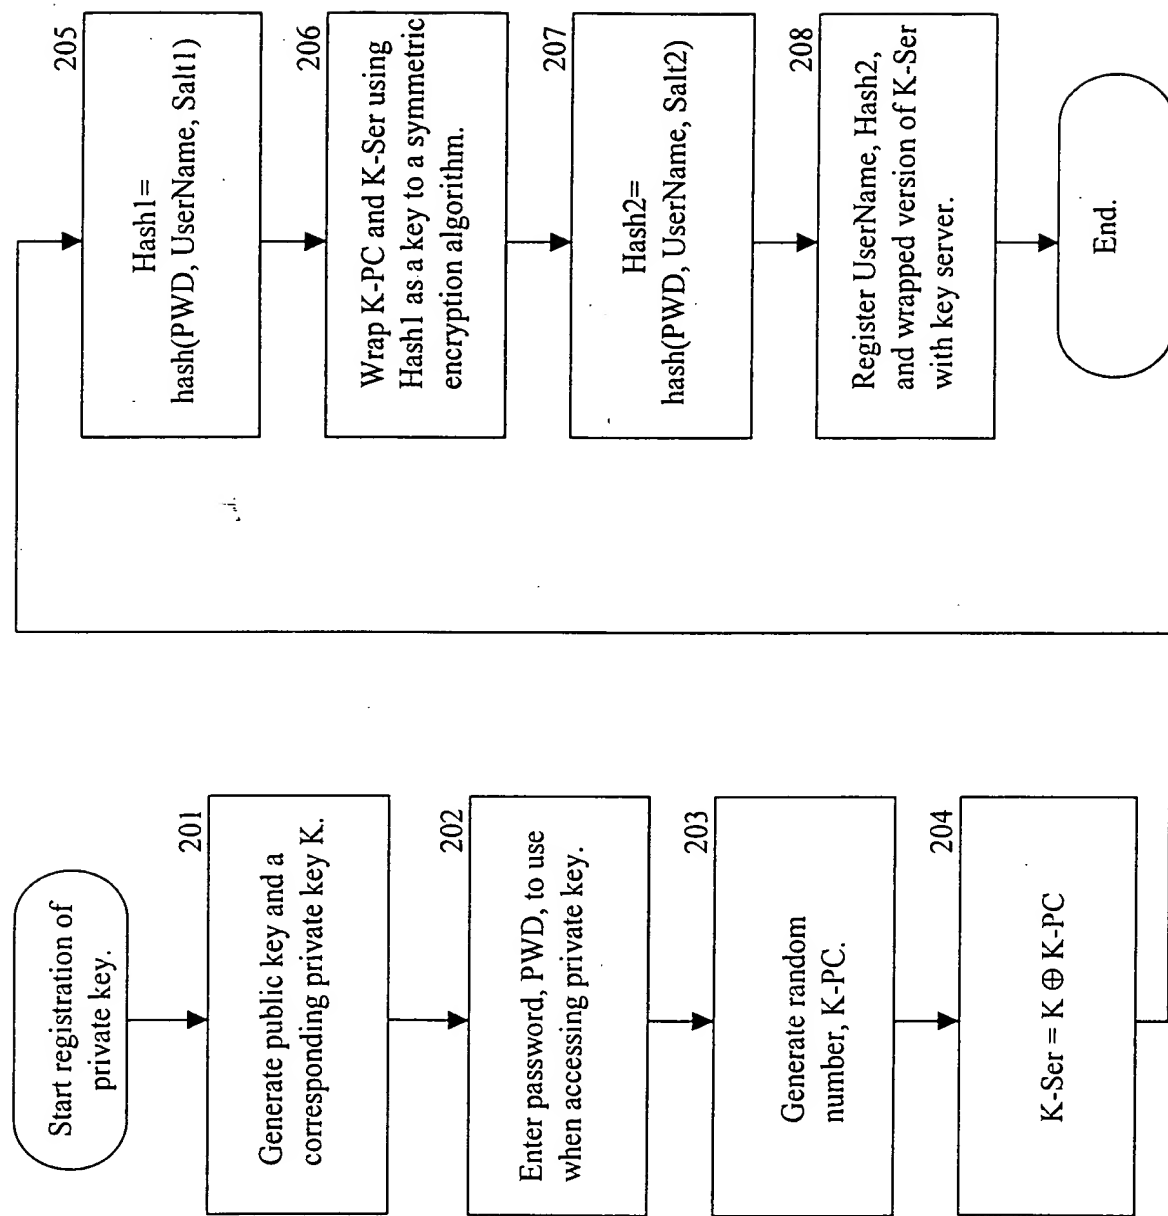 Start registration of
private key.
201
Generate public key and a
corresponding private key K.
202
Enter password, PWD, to use
when accessing private key.
203
Generate random
number, K-PC.
204
K-Ser = K ⊕ K-PC
205
Hash1=
hash(PWD, UserName, Salt1)
206
Wrap K-PC and K-Ser using
Hash1 as a key to a symmetric
encryption algorithm.
207
Hash2=
hash(PWD, UserName, Salt2)
208
Register UserName, Hash2,
and wrapped version of K-Ser
with key server.
End.